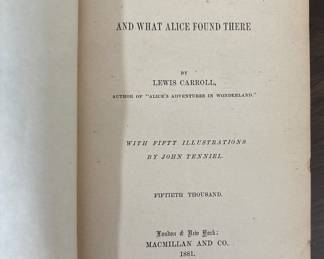 AND WHAT ALICE FOUND THERE
BY
LEWIS CARROLL,
AUTHOR OF "ALICE'S ADVENTURES IN WONDERLAND."
WITH FIFTY ILLUSTRATIONS
BY JOHN TENNIEL.
FIFTIETH THOUSAND.
London & New York:
MACMILLAN AND CO.
1881.